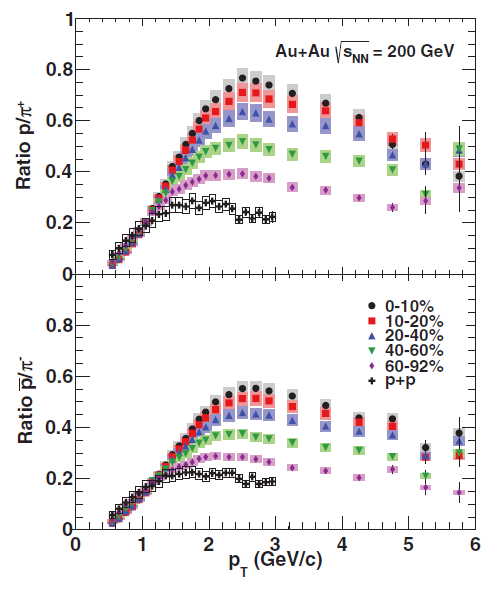 Au+Au √sNN = 200 GeV
Ratio p/π+
1
0.8
0.6
0.4
0.2
0
0-10%
10-20%
20-40%
40-60%
60-92%
p+p
Ratio p̅/π-
0.8
0.6
0.4
0.2
0
0 1 2 3 4 5 6
pT (GeV/c)